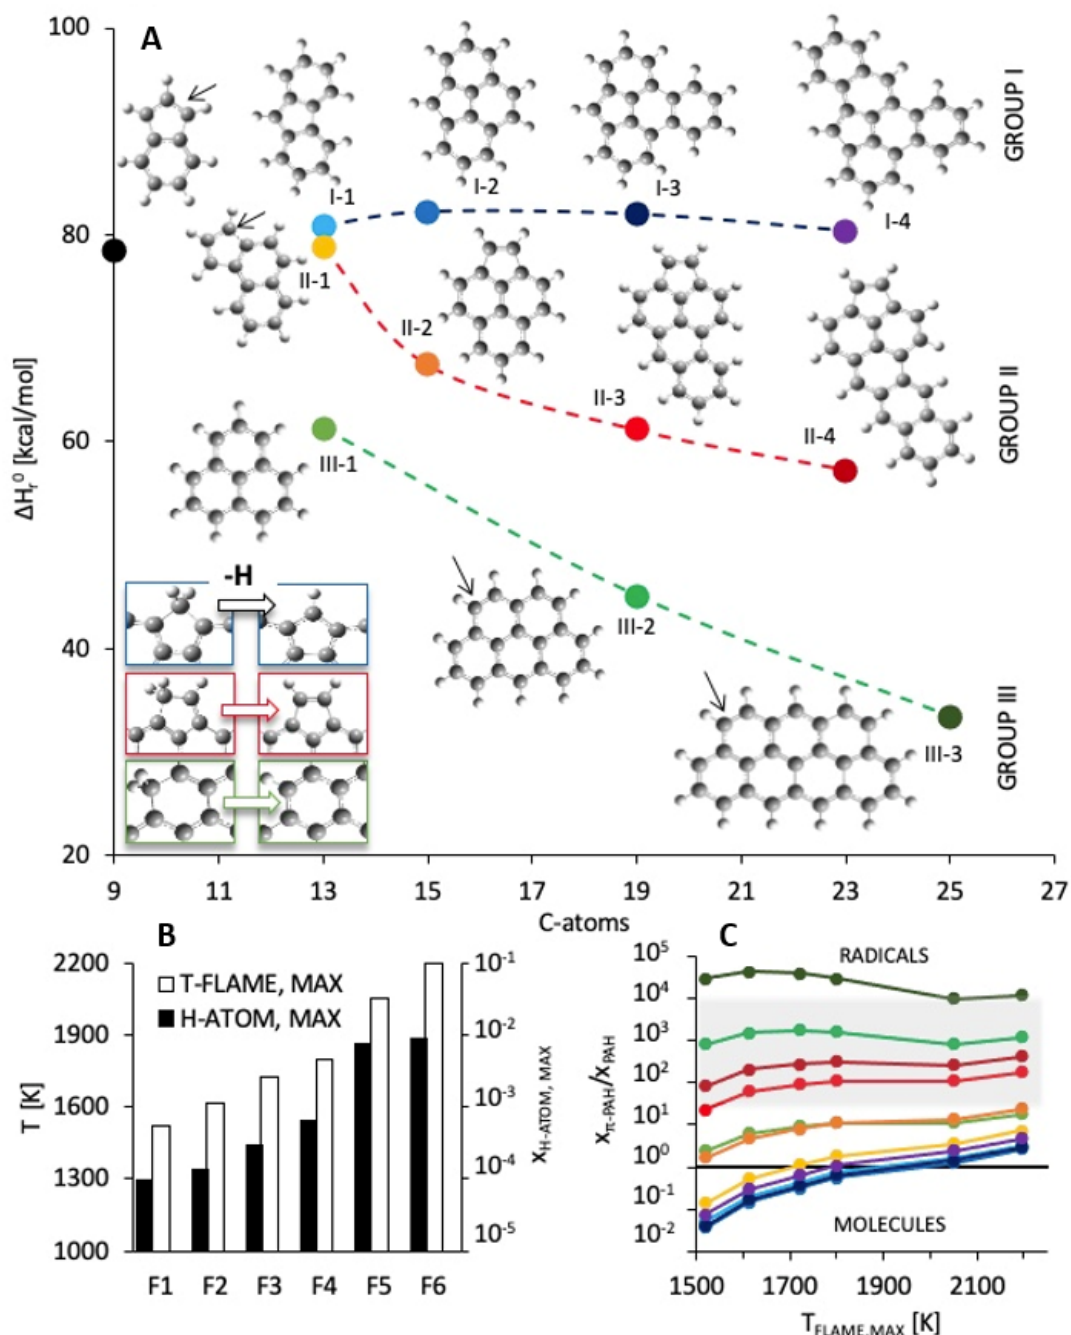 A
100
80
60
40
20
ΔHr⁰ [kcal/mol]
9 11 13 15 17 19 21 23 25 27
C-atoms
GROUP I
GROUP II
GROUP III
I-1
I-2
I-3
I-4
II-1
II-2
II-3
II-4
III-1
III-2
III-3
-H
B
2200
1900
1600
1300
1000
T [K]
T-FLAME, MAX
H-ATOM, MAX
10⁻¹
10⁻²
10⁻³
10⁻⁴
10⁻⁵
XH-ATOM, MAX
F1 F2 F3 F4 F5 F6
C
10⁵
10⁴
10³
10²
10¹
10⁰
10⁻¹
10⁻²
Xπ-PAH/XPAH
RADICALS
MOLECULES
1500 1700 1900 2100
TFLAME,MAX [K]